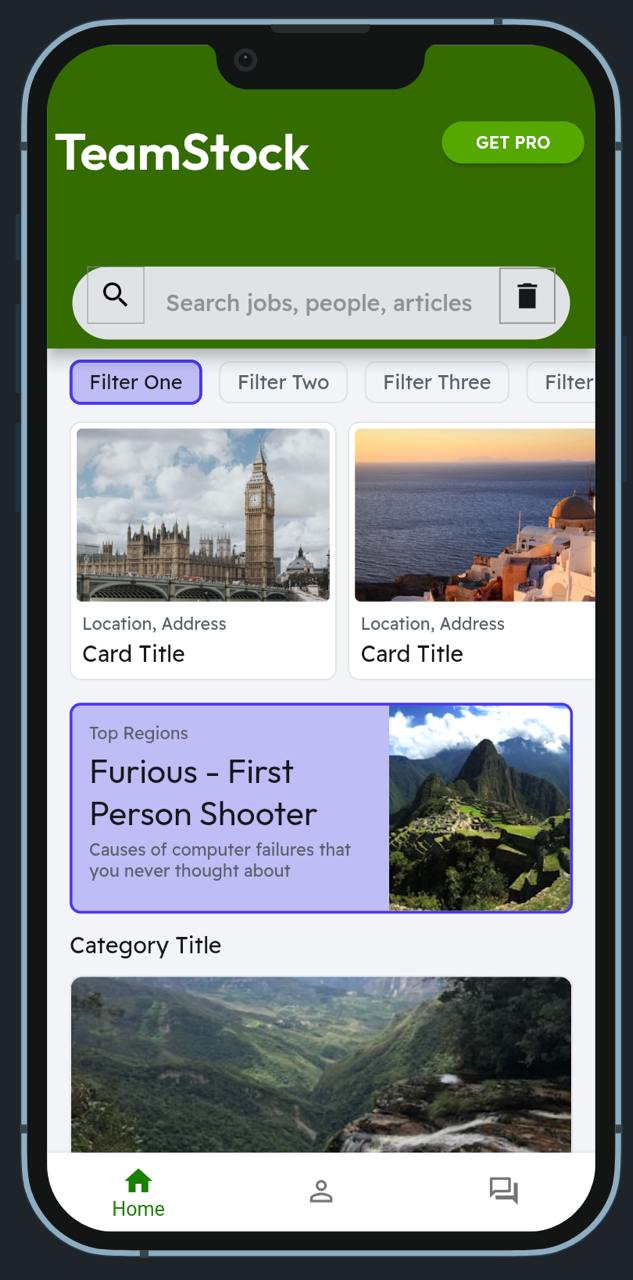 TeamStock
GET PRO
Search jobs, people, articles
Filter One
Filter Two
Filter Three
Filter
Location, Address
Card Title
Location, Address
Card Title
Top Regions
Furious - First
Person Shooter
Causes of computer failures that
you never thought about
Category Title
Home